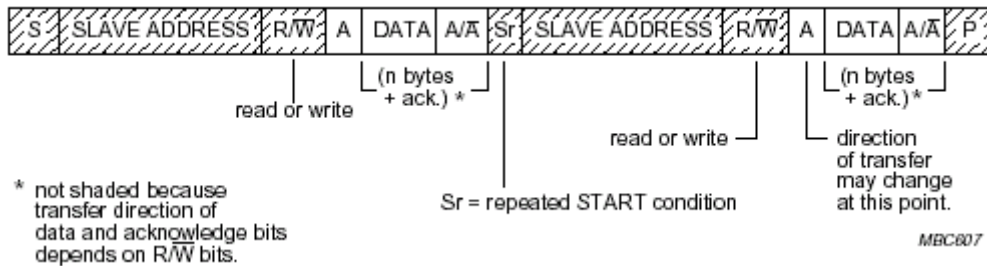 S SLAVE ADDRESS R/W̅ A DATA A/A̅ Sr SLAVE ADDRESS R/W̅ A DATA A/A̅ P
(n bytes
+ ack.) *
read or write
(n bytes
+ ack.) *
read or write
direction
of transfer
may change
at this point.
Sr = repeated START condition
* not shaded because
transfer direction of
data and acknowledge bits
depends on R/W̅ bits.
MBC607